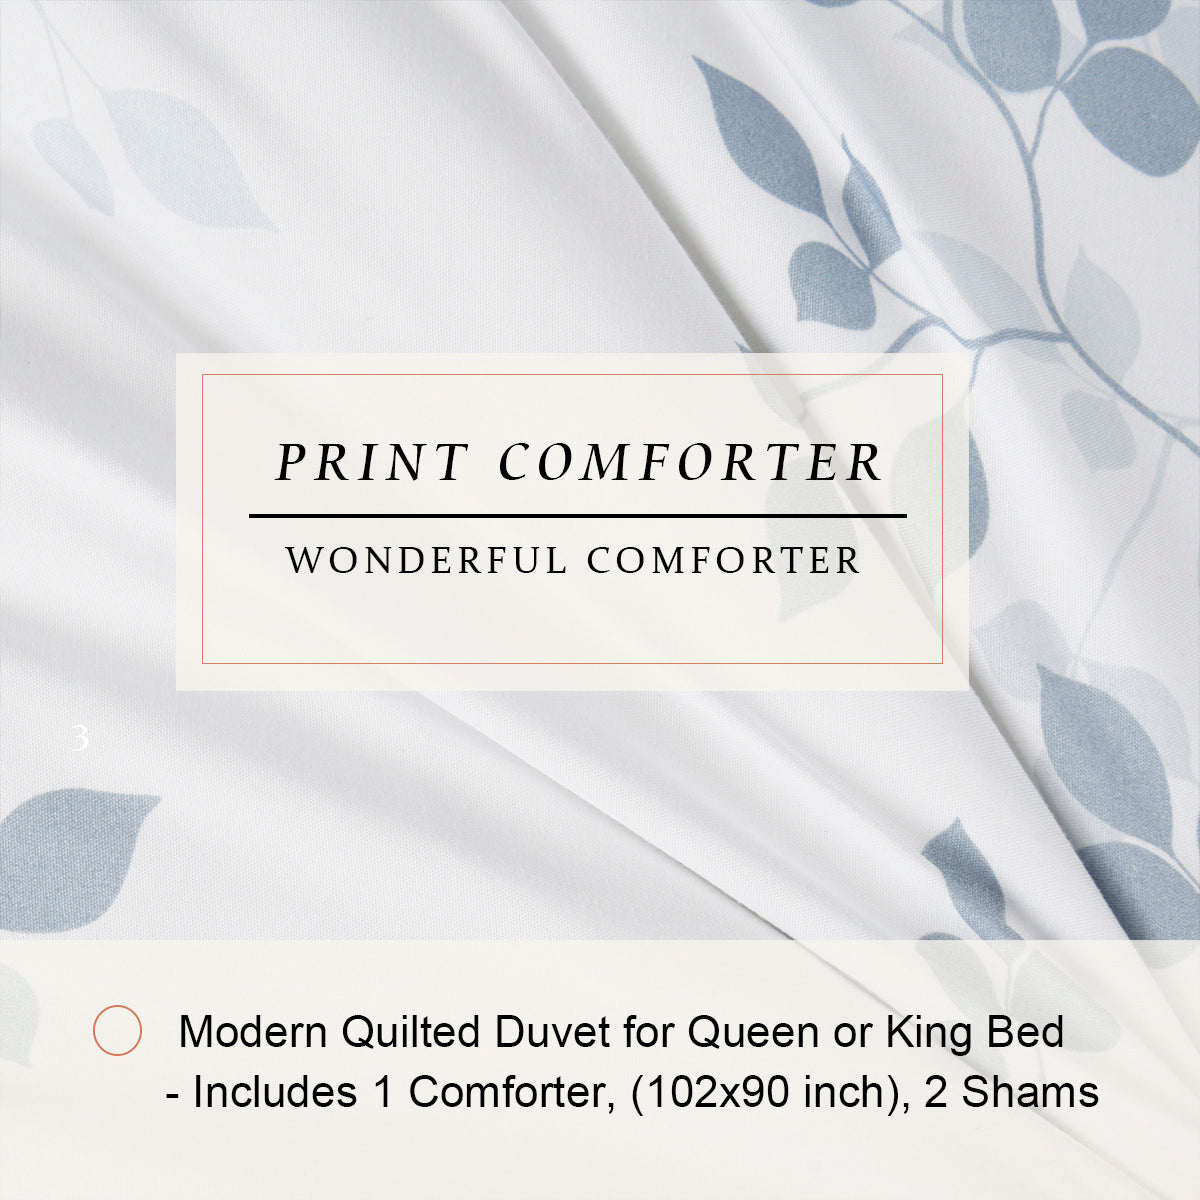 PRINT COMFORTER
WONDERFUL COMFORTER
3
Modern Quilted Duvet for Queen or King Bed
- Includes 1 Comforter, (102x90 inch), 2 Shams